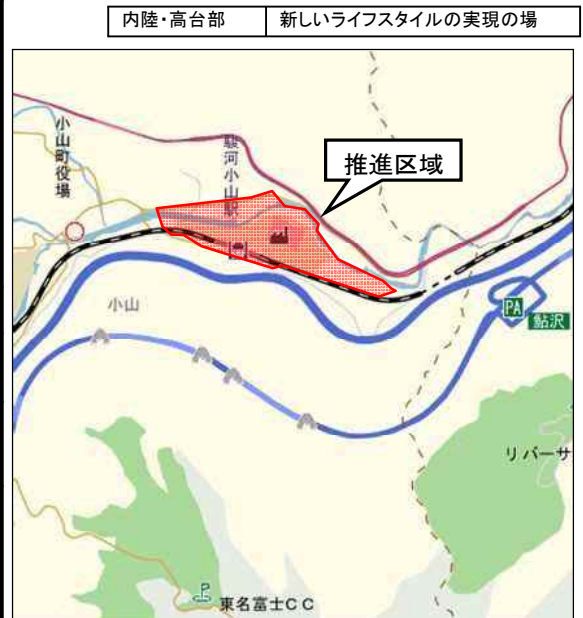 内陸・高台部 新しいライフスタイルの実現の場
小山町役場
駿河小山駅
推進区域
小山
PA
鮎沢
リバーサ
東名富士CC